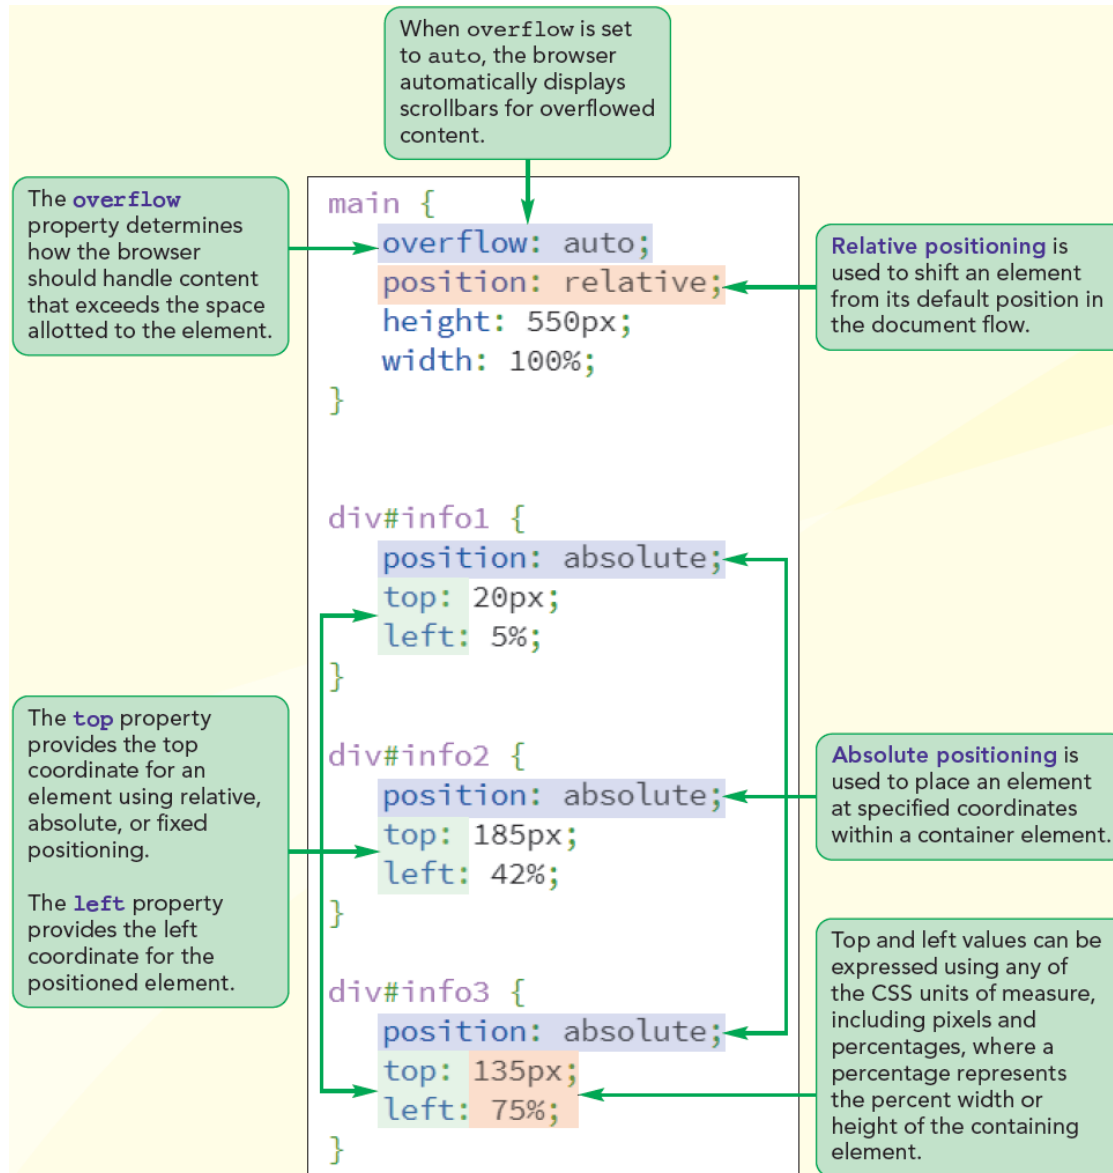 When overflow is set
to auto, the browser
automatically displays
scrollbars for overflowed
content.
The overflow
property determines
how the browser
should handle content
that exceeds the space
allotted to the element.
main {
overflow: auto;
position: relative;
height: 550px;
width: 100%;
}
Relative positioning is
used to shift an element
from its default position in
the document flow.
div#info1 {
position: absolute;
top: 20px;
left: 5%;
}
The top property
provides the top
coordinate for an
element using relative,
absolute, or fixed
positioning.
The left property
provides the left
coordinate for the
positioned element.
div#info2 {
position: absolute;
top: 185px;
left: 42%;
}
Absolute positioning is
used to place an element
at specified coordinates
within a container element.
div#info3 {
position: absolute;
top: 135px;
left: 75%;
}
Top and left values can be
expressed using any of
the CSS units of measure,
including pixels and
percentages, where a
percentage represents
the percent width or
height of the containing
element.